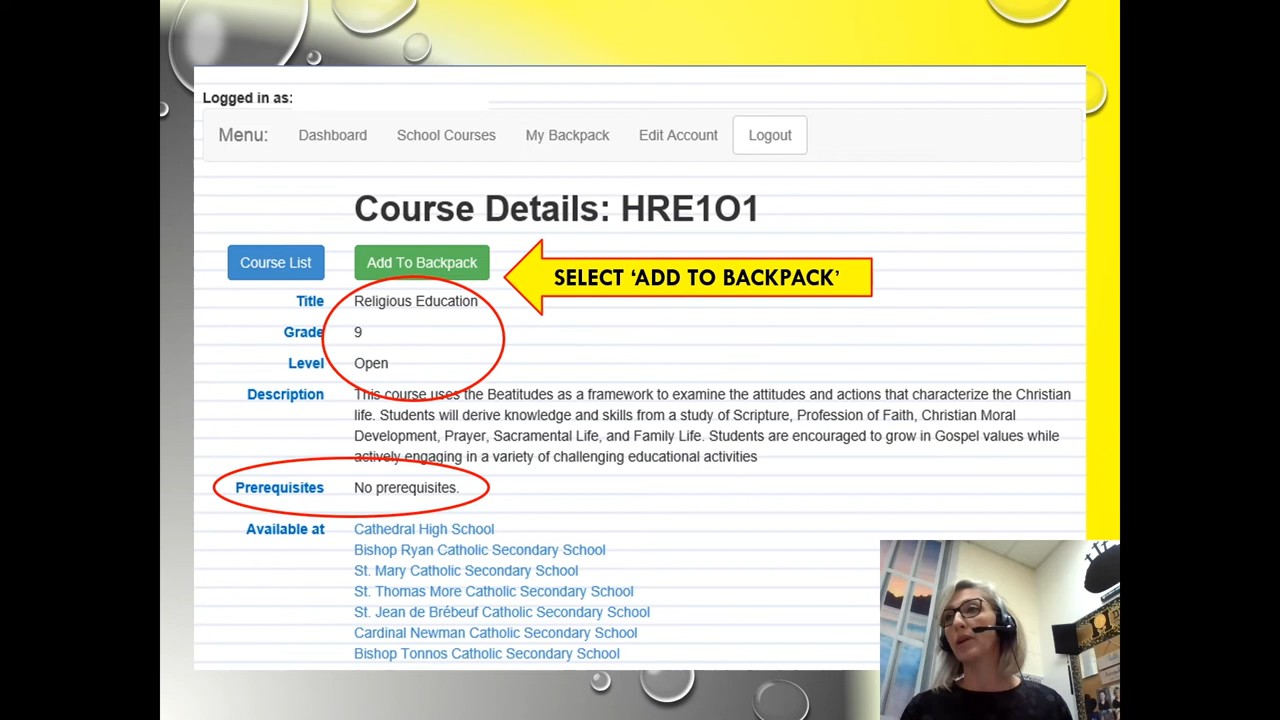 Logged in as:
Menu: Dashboard School Courses My Backpack Edit Account Logout
Course Details: HRE1O1
Course List Add To Backpack
SELECT ‘ADD TO BACKPACK’
Title Religious Education
Grade 9
Level Open
Description This course uses the Beatitudes as a framework to examine the attitudes and actions that characterize the Christian
life. Students will derive knowledge and skills from a study of Scripture, Profession of Faith, Christian Moral
Development, Prayer, Sacramental Life, and Family Life. Students are encouraged to grow in Gospel values while
actively engaging in a variety of challenging educational activities
Prerequisites No prerequisites.
Available at Cathedral High School
Bishop Ryan Catholic Secondary School
St. Mary Catholic Secondary School
St. Thomas More Catholic Secondary School
St. Jean de Brébeuf Catholic Secondary School
Cardinal Newman Catholic Secondary School
Bishop Tonnos Catholic Secondary School